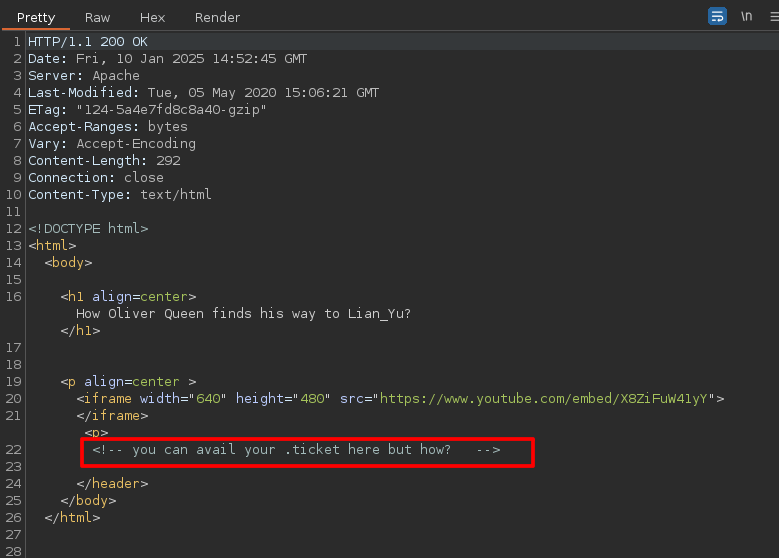 Pretty Raw Hex Render \n
1 HTTP/1.1 200 OK
2 Date: Fri, 10 Jan 2025 14:52:45 GMT
3 Server: Apache
4 Last-Modified: Tue, 05 May 2020 15:06:21 GMT
5 ETag: "124-5a4e7fd8c8a40-gzip"
6 Accept-Ranges: bytes
7 Vary: Accept-Encoding
8 Content-Length: 292
9 Connection: close
10 Content-Type: text/html
11
12 <!DOCTYPE html>
13 <html>
14 <body>
15
16 <h1 align=center>
How Oliver Queen finds his way to Lian_Yu?
</h1>
17
18
19 <p align=center >
20 <iframe width="640" height="480" src="https://www.youtube.com/embed/X8ZiFuW41yY">
21 </iframe>
<p>
22 <!-- you can avail your .ticket here but how?   -->
23
24 </header>
25 </body>
26 </html>
27
28